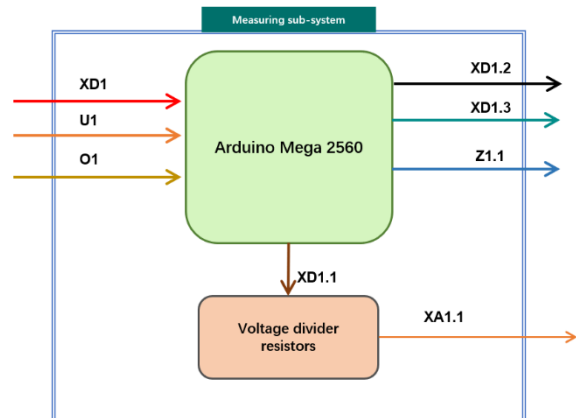 Measuring sub-system
XD1
U1
O1
Arduino Mega 2560
XD1.2
XD1.3
Z1.1
XD1.1
Voltage divider
resistors
XA1.1